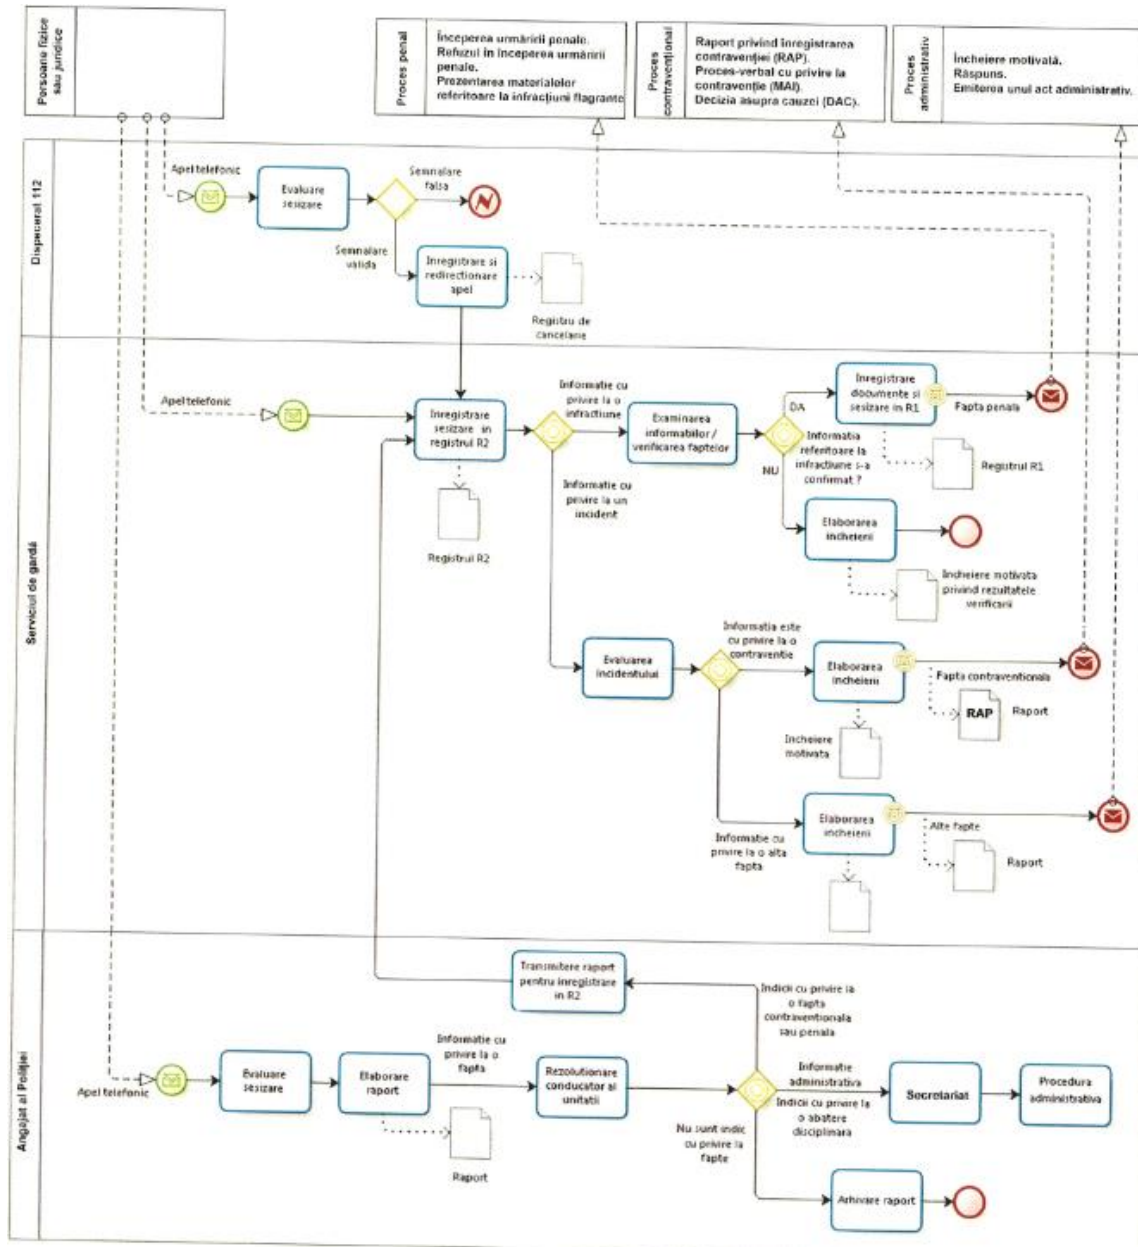 Persoane fizice
sau juridice
Proces penal
Începerea urmăririi penale.
Refuzul în începerea urmăririi
penale.
Prezentarea materialelor
referitoare la infracțiuni flagrante
Proces
contravențional
Raport privind înregistrarea
contravenției (RAP).
Proces-verbal cu privire la
contravenție (MAI).
Decizia asupra cauzei (DAC).
Proces
administrativ
Încheiere motivată.
Răspuns.
Emiterea unui act administrativ.
Dispecerat 112
Apel telefonic
Evaluare
sesizare
Semnalare
falsa
Semnalare
valida
Inregistrare si
redirectionare
apel
Registru de
cancelarie
Serviciul de gardă
Apel telefonic
Inregistrare
sesizare in
registrul R2
Registrul R2
Informatie cu
privire la o
infractiune
Informatie cu
privire la un
incident
Examinarea
informatiilor /
verificarea faptelor
DA
NU
Informatia
referitoare la
infractiune s-a
confirmat ?
Inregistrare
documente si
sesizare in R1
Fapta penala
Registrul R1
Elaborarea
incheierii
Incheiere motivata
privind rezultatele
verificarii
Evaluarea
incidentului
Informatia este
cu privire la o
contraventie
Elaborarea
incheierii
Fapta contraventionala
RAP
Raport
Incheiere
motivata
Informatie cu
privire la o alta
fapta
Elaborarea
incheierii
Alte fapte
Raport
Angajat al Poliției
Transmitere raport
pentru inregistrare
in R2
Indicii cu privire la
o fapta
contraventionala
sau penala
Apel telefonic
Evaluare
sesizare
Elaborare
raport
Raport
Informatie cu
privire la o
fapta
Rezolutionare
conducator al
unitatii
Informatie
administrativa
Indicii cu privire la
o abatere
disciplinara
Secretariat
Procedura
administrativa
Nu sunt indic
cu privire la
fapte
Arhivare raport